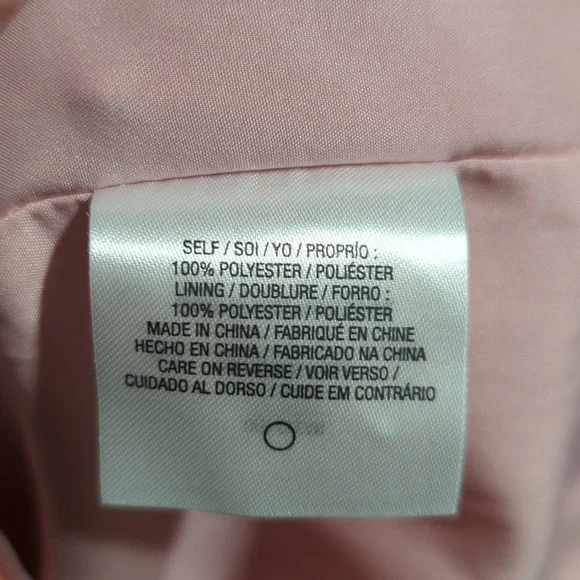 SELF / SOI / YO / PROPRÍO :
100% POLYESTER / POLIÉSTER
LINING / DOUBLURE / FORRO :
100% POLYESTER / POLIÉSTER
MADE IN CHINA / FABRIQUÉ EN CHINE
HECHO EN CHINA / FABRICADO NA CHINA
CARE ON REVERSE / VOIR VERSO /
CUIDADO AL DORSO / CUIDE EM CONTRÁRIO